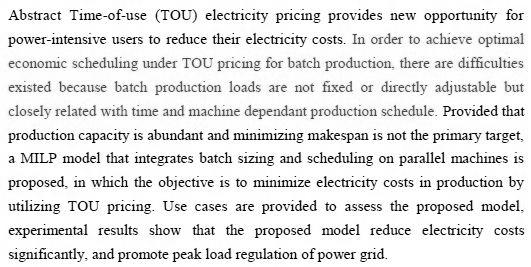 Abstract Time-of-use (TOU) electricity pricing provides new opportunity for
power-intensive users to reduce their electricity costs. In order to achieve optimal
economic scheduling under TOU pricing for batch production, there are difficulties
existed because batch production loads are not fixed or directly adjustable but
closely related with time and machine dependant production schedule. Provided that
production capacity is abundant and minimizing makespan is not the primary target,
a MILP model that integrates batch sizing and scheduling on parallel machines is
proposed, in which the objective is to minimize electricity costs in production by
utilizing TOU pricing. Use cases are provided to assess the proposed model,
experimental results show that the proposed model reduce electricity costs
significantly, and promote peak load regulation of power grid.